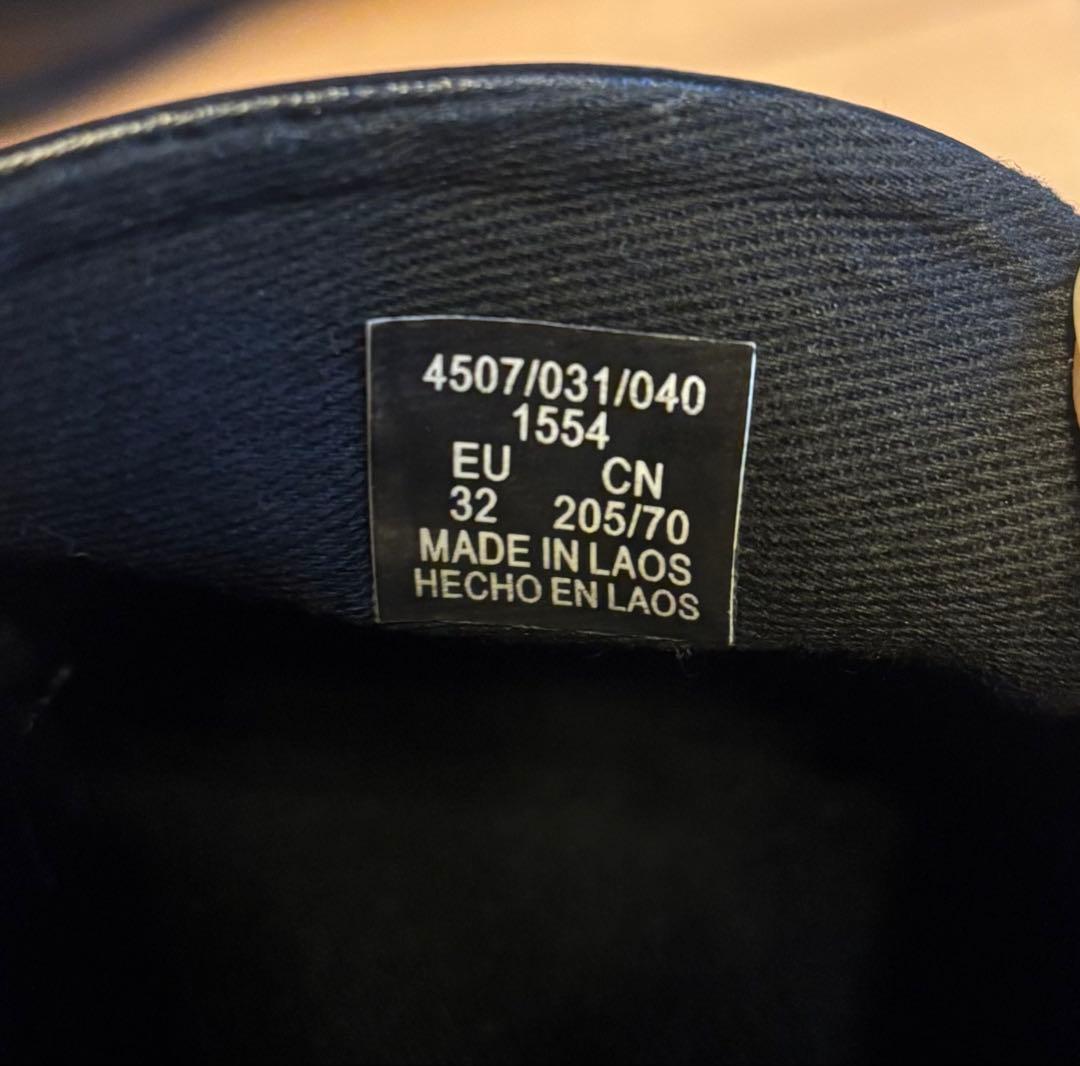 4507/031/040
1554
EU CN
32 205/70
MADE IN LAOS
HECHO EN LAOS